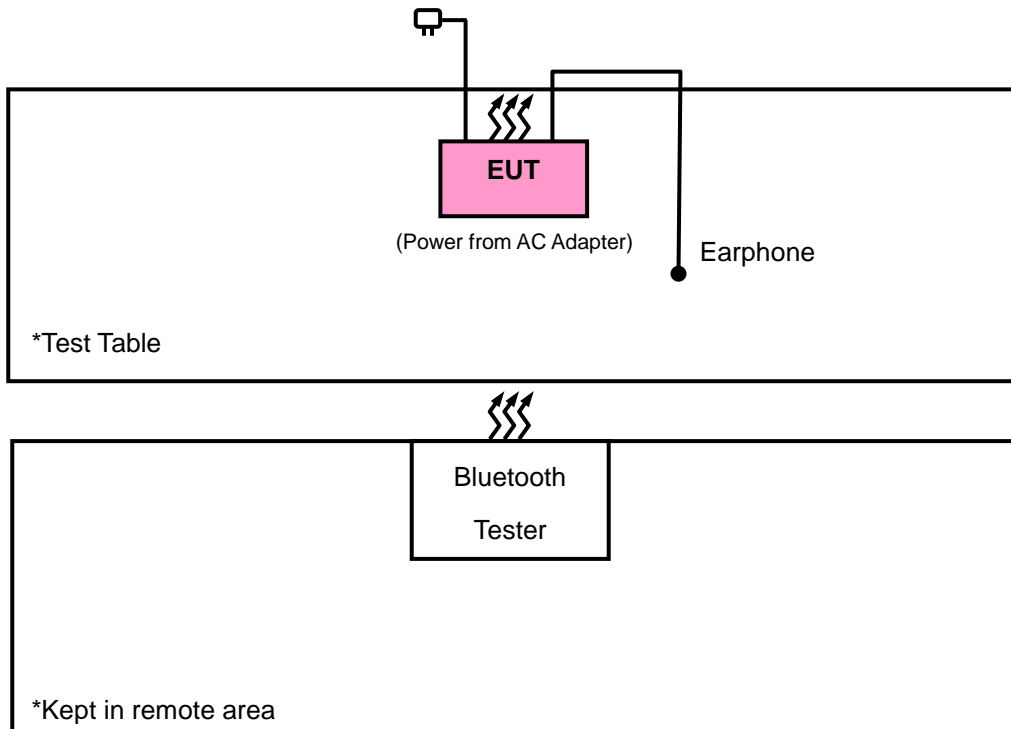 EUT
(Power from AC Adapter)
Earphone
*Test Table
Bluetooth
Tester
*Kept in remote area